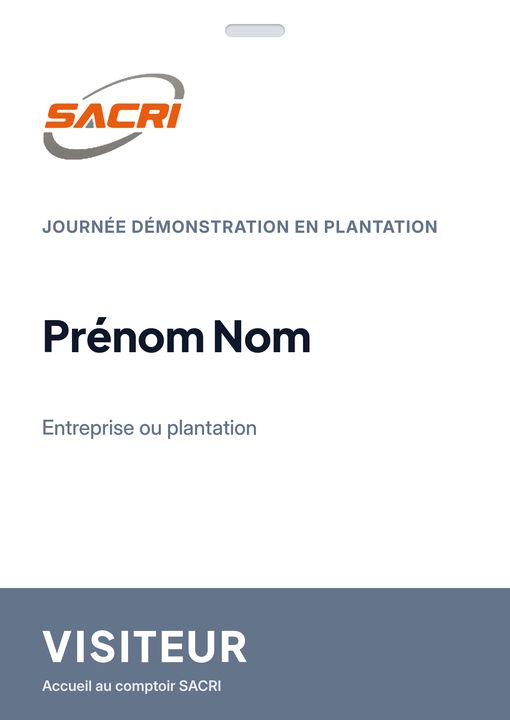 SACRI
JOURNÉE DÉMONSTRATION EN PLANTATION
Prénom Nom
Entreprise ou plantation
VISITEUR
Accueil au comptoir SACRI